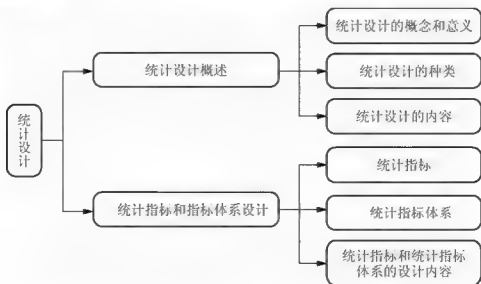 统计设计
统计设计概述
统计设计的概念和意义
统计设计的种类
统计设计的内容
统计指标和指标体系设计
统计指标
统计指标体系
统计指标和统计指标
体系的设计内容